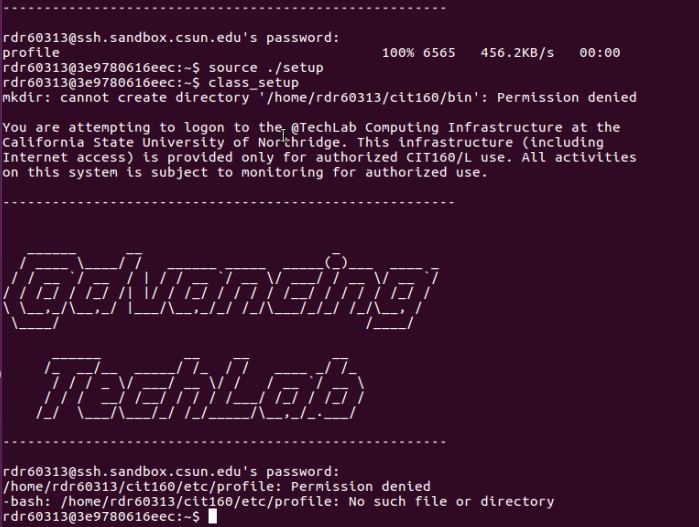 -----------------------------------------------------
rdr60313@ssh.sandbox.csun.edu's password:
profile                                       100% 6565   456.2KB/s   00:00
rdr60313@3e9780616eec:~$ source ./setup
rdr60313@3e9780616eec:~$ class_setup
mkdir: cannot create directory '/home/rdr60313/cit160/bin': Permission denied
You are attempting to logon to the @TechLab Computing Infrastructure at the
California State University of Northridge. This infrastructure (including
Internet access) is provided only for authorized CIT160/L use. All activities
on this system is subject to monitoring for authorized use.
------------------------------------------------------
@dvancing
TechLab
-----------------------------------------------------
rdr60313@ssh.sandbox.csun.edu's password:
/home/rdr60313/cit160/etc/profile: Permission denied
-bash: /home/rdr60313/cit160/etc/profile: No such file or directory
rdr60313@3e9780616eec:~$